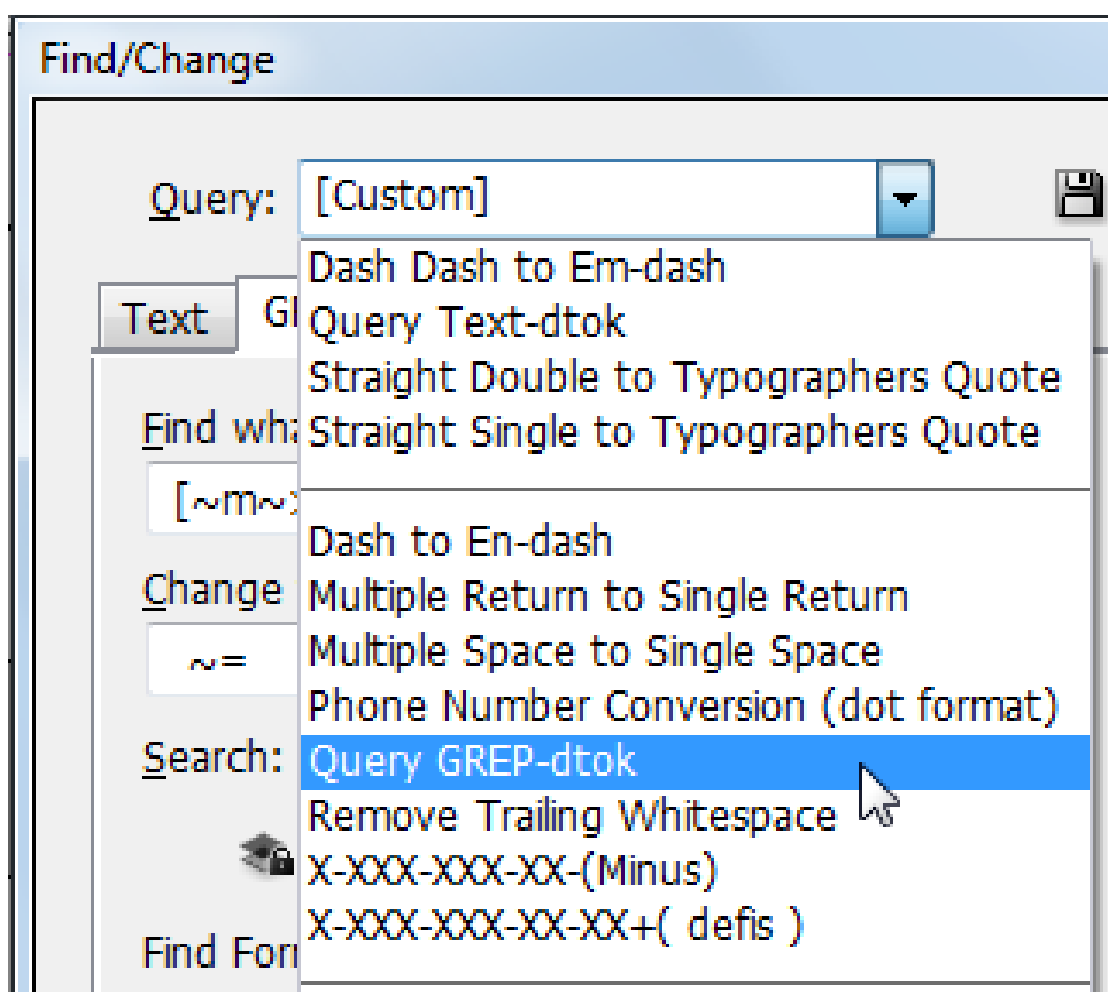 Find/Change
Query: [Custom]
Dash Dash to Em-dash
Text
Query Text-dtok
Straight Double to Typographers Quote
Find
Straight Single to Typographers Quote
[~m~
Dash to En-dash
Change
Multiple Return to Single Return
~=
Multiple Space to Single Space
Phone Number Conversion (dot format)
Search:
Query GREP-dtok
Remove Trailing Whitespace
X-XXX-XXX-XX-(Minus)
X-XXX-XXX-XX-XX+( defis )
Find